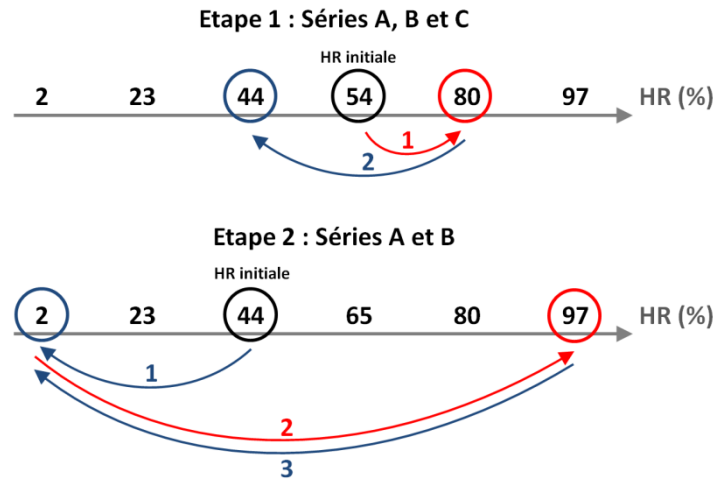 Etape 1 : Séries A, B et C
HR initiale
2 23 44 54 80 97 HR (%)
1
2
Etape 2 : Séries A et B
HR initiale
2 23 44 65 80 97 HR (%)
1
2
3